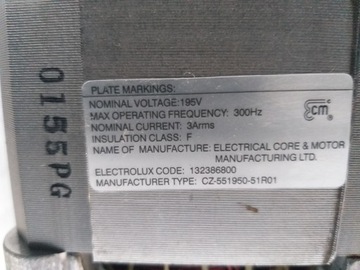 PLATE MARKINGS:
NOMINAL VOLTAGE:195V
MAX OPERATING FREQUENCY: 300Hz
NOMINAL CURRENT: 3Arms
INSULATION CLASS: F
NAME OF MANUFACTURE: ELECTRICAL CORE & MOTOR
MANUFACTURING LTD.
ELECTROLUX CODE: 132386800
MANUFACTURER TYPE: CZ-551950-51R01
ecm
0155PG